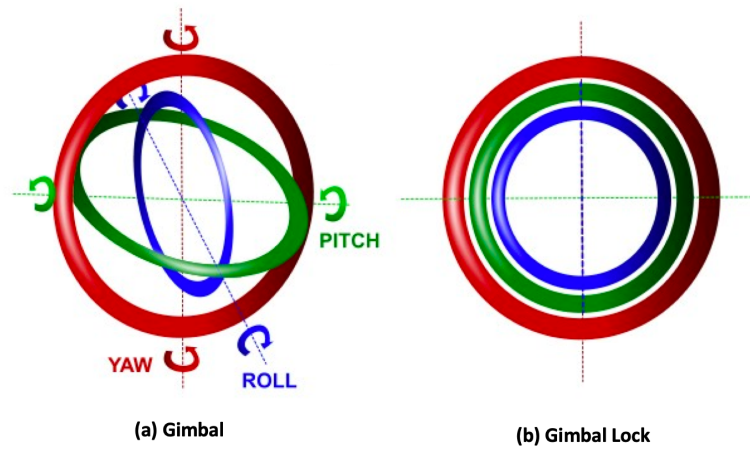 PITCH
YAW
ROLL
(a) Gimbal
(b) Gimbal Lock